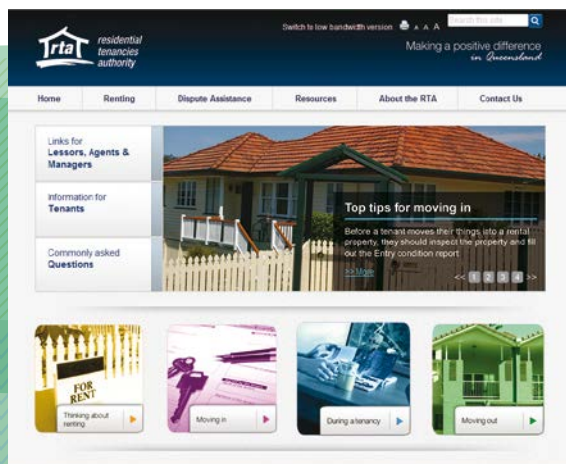 Switch to low bandwidth version
A A A
Search this site
rta
residential
tenancies
authority
Making a positive difference
in Queensland
Home
Renting
Dispute Assistance
Resources
About the RTA
Contact Us
Links for
Lessors, Agents &
Managers
Information for
Tenants
Commonly asked
Questions
Top tips for moving in
Before a tenant moves their things into a rental
property, they should inspect the property and fill
out the Entry condition report
>> More
<< 1 2 3 4 >>
FOR
RENT
Thinking about
renting
Moving in
During a tenancy
Moving out